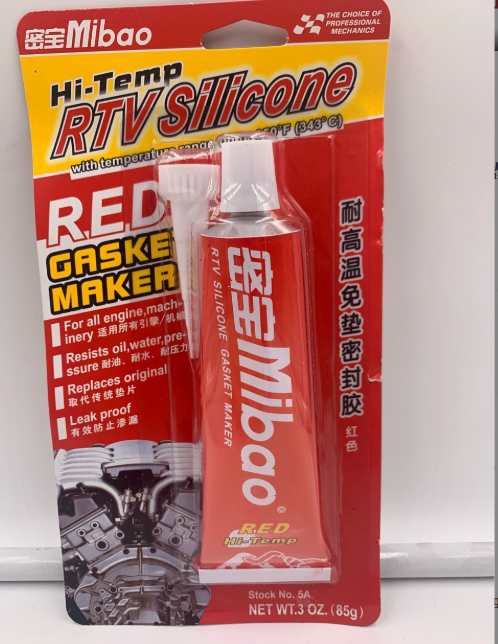 密宝Mibao
THE CHOICE OF
PROFESSIONAL
MECHANICS
Hi-Temp
RTV Silicone
with temperature range (343°C)
RED
GASKET
MAKER
For all engine,mach-
inery 适用所有引擎/机械
Resists oil,water,pre-
ssure 耐油、耐水、耐压力
Replaces original
取代传统垫片
Leak proof
有效防止渗漏
密宝Mibao
RTV SILICONE GASKET MAKER
RED
Hi-Temp
耐高温免垫密封胶
红色
Stock No. 5A
NET WT.3 OZ.(85g)